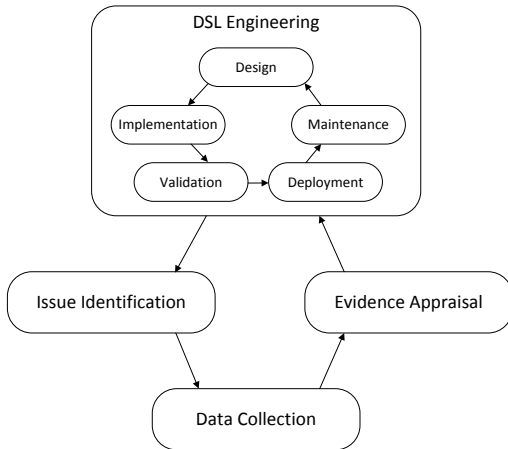 DSL Engineering
Design
Implementation
Maintenance
Validation
Deployment
Issue Identification
Evidence Appraisal
Data Collection